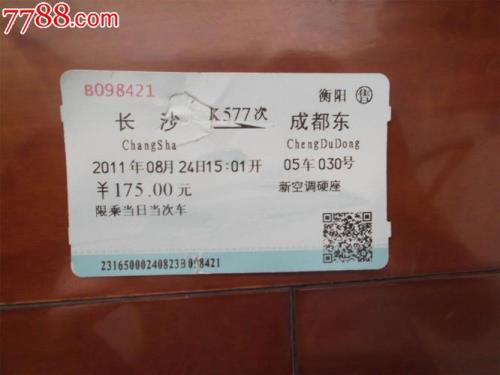 7788.com
B098421
衡阳 售
长沙 K577次 成都东
ChangSha ChengDuDong
2011年08月24日15:01开 05车030号
¥175.00元 新空调硬座
限乘当日当次车
23165000240823B098421